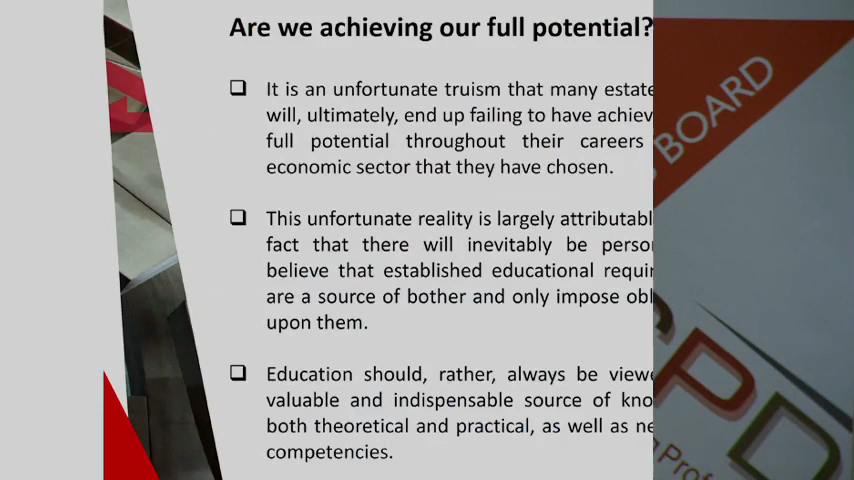 Are we achieving our full potential?
It is an unfortunate truism that many estate
will, ultimately, end up failing to have achiev
full potential throughout their careers
economic sector that they have chosen.
This unfortunate reality is largely attributabl
fact that there will inevitably be perso
believe that established educational requir
are a source of bother and only impose obl
upon them.
Education should, rather, always be view
valuable and indispensable source of kno
both theoretical and practical, as well as ne
competencies.
BOARD
CPD
g Prof